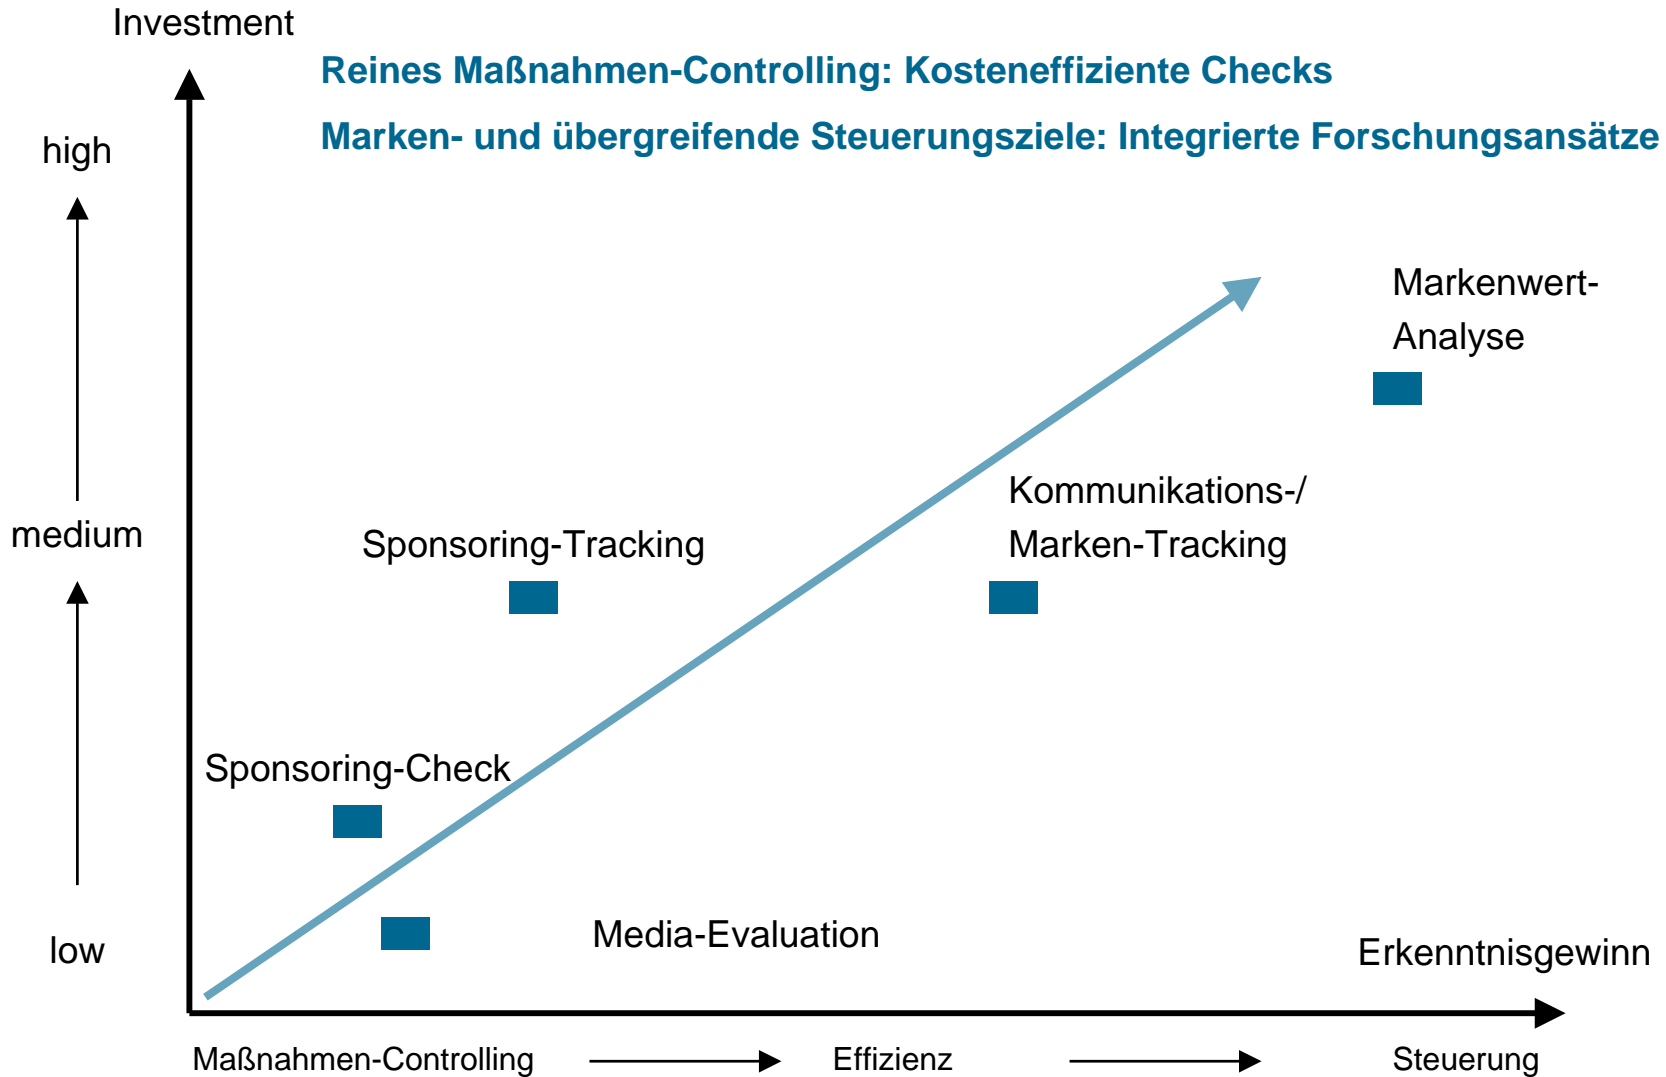 Investment
Reines Maßnahmen-Controlling: Kosteneffiziente Checks
Marken- und übergreifende Steuerungsziele: Integrierte Forschungsansätze
high
Markenwert-
Analyse
Kommunikations-/
Marken-Tracking
medium
Sponsoring-Tracking
Sponsoring-Check
Media-Evaluation
low
Erkenntnisgewinn
Maßnahmen-Controlling
Effizienz
Steuerung